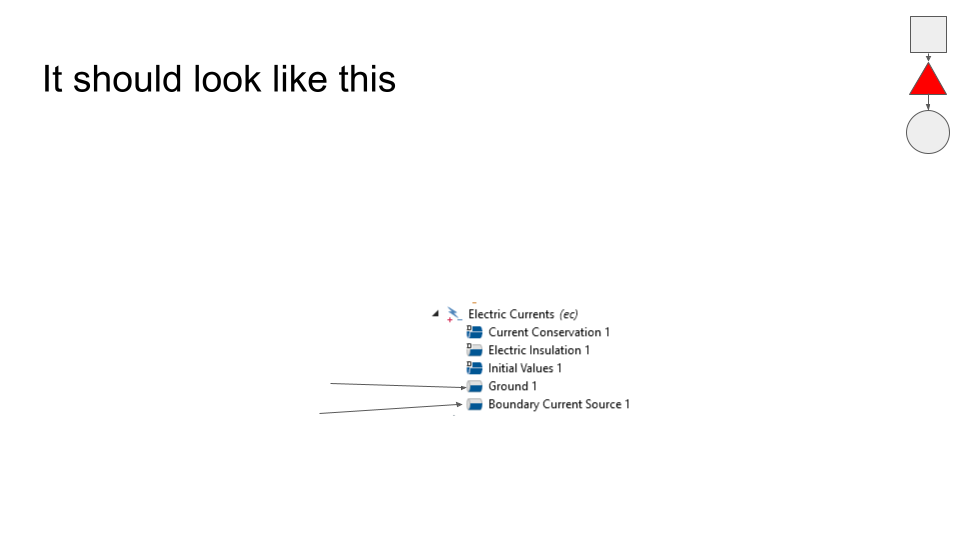 It should look like this
Electric Currents (ec)
D Current Conservation 1
D Electric Insulation 1
D Initial Values 1
Ground 1
Boundary Current Source 1